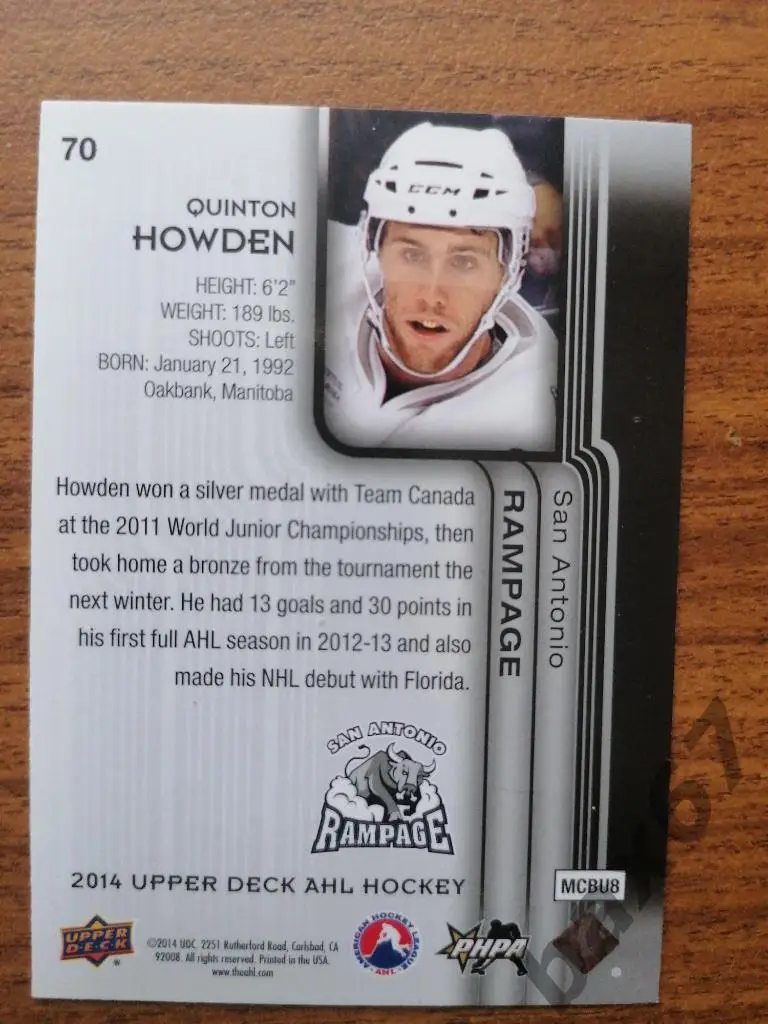 70
QUINTON
HOWDEN
HEIGHT: 6'2"
WEIGHT: 189 lbs.
SHOOTS: Left
BORN: January 21, 1992
Oakbank, Manitoba
CCM
Howden won a silver medal with Team Canada
at the 2011 World Junior Championships, then
took home a bronze from the tournament the
next winter. He had 13 goals and 30 points in
his first full AHL season in 2012-13 and also
made his NHL debut with Florida.
San Antonio
RAMPAGE
SAN ANTONIO
RAMPAGE
2014 UPPER DECK AHL HOCKEY
MCBU8
UPPER
DECK
©2014 UDC. 2251 Rutherford Road, Carlsbad, CA
92008. All rights reserved. Printed in the USA.
www.theahl.com
AMERICAN HOCKEY LEAGUE
AHL
PHPA